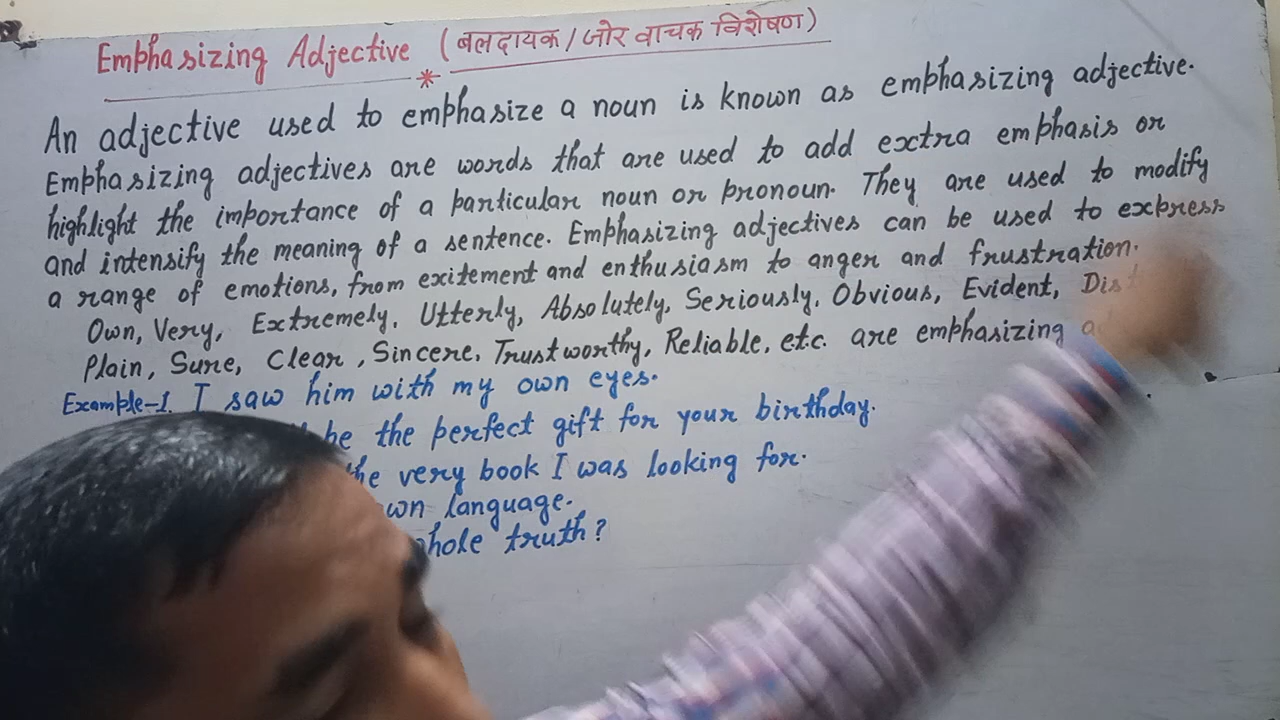 Emphasizing Adjective (बलदायक/जोर वाचक विशेषण)
An adjective used to emphasize a noun is known as emphasizing adjective.
Emphasizing adjectives are words that are used to add extra emphasis or
highlight the importance of a particular noun or pronoun. They are used to modify
and intensify the meaning of a sentence. Emphasizing adjectives can be used to express
a range of emotions, from excitement and enthusiasm to anger and frustration.
Own, Very, Extremely, Utterly, Absolutely, Seriously, Obvious, Evident,
Plain, Sure, Clear, Sincere, Trustworthy, Reliable, etc. are emphasizing
Example-1. I saw him with my own eyes.
be the perfect gift for your birthday.
the very book I was looking for.
language.
truth?